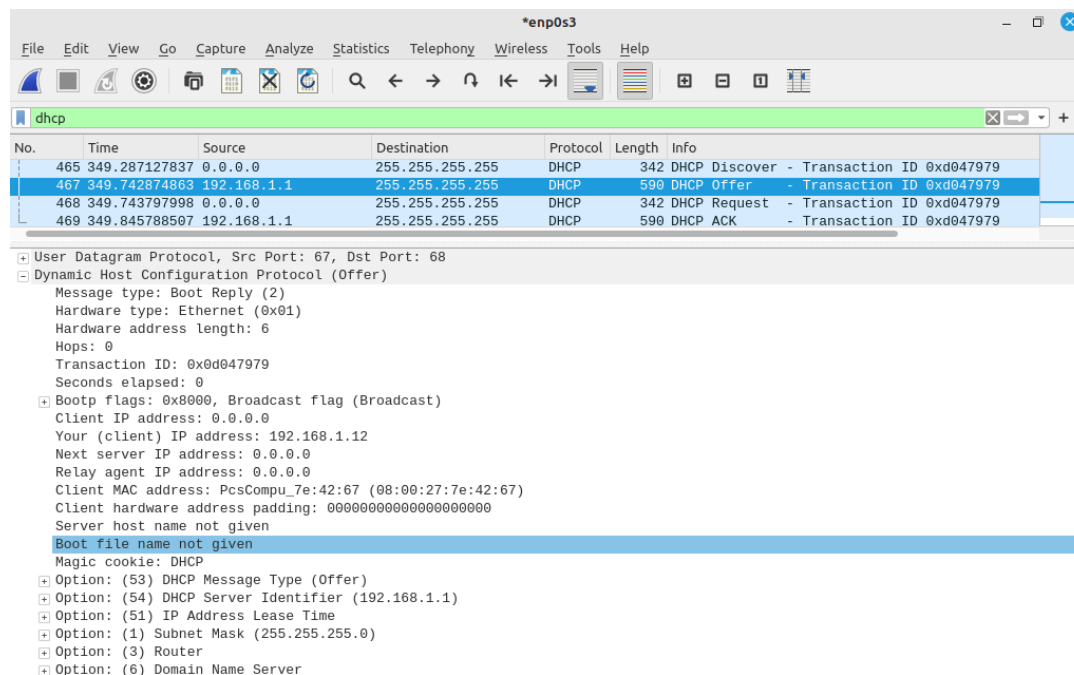 *enp0s3
File Edit View Go Capture Analyze Statistics Telephony Wireless Tools Help
dhcp
No. Time Source Destination Protocol Length Info
465 349.287127837 0.0.0.0 255.255.255.255 DHCP 342 DHCP Discover - Transaction ID 0xd047979
467 349.742874863 192.168.1.1 255.255.255.255 DHCP 590 DHCP Offer - Transaction ID 0xd047979
468 349.743797998 0.0.0.0 255.255.255.255 DHCP 342 DHCP Request - Transaction ID 0xd047979
469 349.845788507 192.168.1.1 255.255.255.255 DHCP 590 DHCP ACK - Transaction ID 0xd047979
User Datagram Protocol, Src Port: 67, Dst Port: 68
Dynamic Host Configuration Protocol (Offer)
Message type: Boot Reply (2)
Hardware type: Ethernet (0x01)
Hardware address length: 6
Hops: 0
Transaction ID: 0x0d047979
Seconds elapsed: 0
Bootp flags: 0x8000, Broadcast flag (Broadcast)
Client IP address: 0.0.0.0
Your (client) IP address: 192.168.1.12
Next server IP address: 0.0.0.0
Relay agent IP address: 0.0.0.0
Client MAC address: PcsCompu_7e:42:67 (08:00:27:7e:42:67)
Client hardware address padding: 00000000000000000000
Server host name not given
Boot file name not given
Magic cookie: DHCP
Option: (53) DHCP Message Type (Offer)
Option: (54) DHCP Server Identifier (192.168.1.1)
Option: (51) IP Address Lease Time
Option: (1) Subnet Mask (255.255.255.0)
Option: (3) Router
Option: (6) Domain Name Server